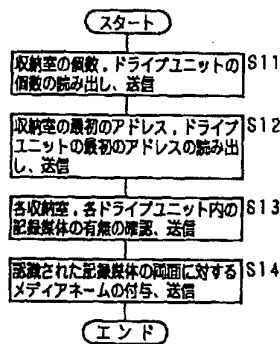 スタート
収納室の個数,ドライブユニットの S11
個数の読み出し、送信
収納室の最初のアドレス,ドライブ S12
ユニットの最初のアドレスの読み出
し、送信
各収納室,各ドライブユニット内の S13
記録媒体の有無の確認、送信
認識された記録媒体の両面に対する S14
メディアネームの付与、送信
エンド